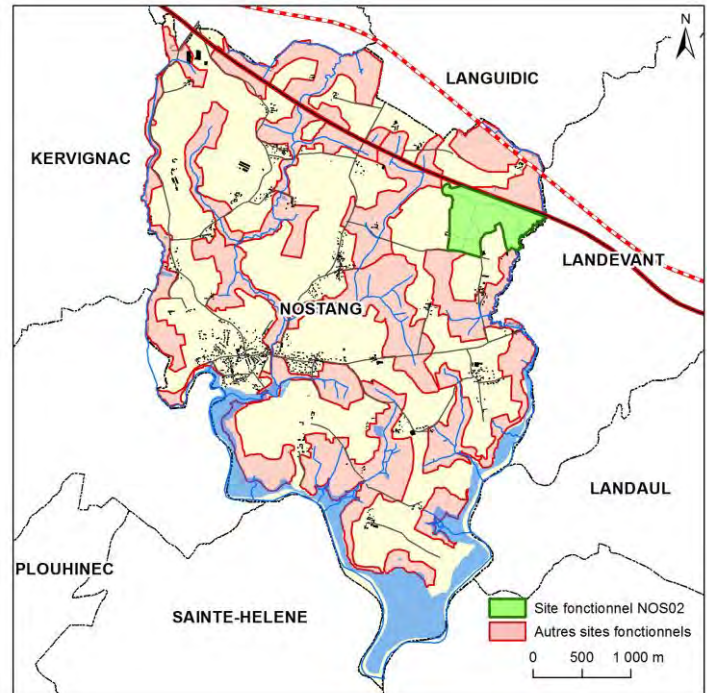 N
LANGUIDIC
KERVIGNAC
LANDEVANT
NOSTANG
LANDAUL
PLOUHINEC
SAINTE-HELENE
Site fonctionnel NOS02
Autres sites fonctionnels
0 500 1 000 m